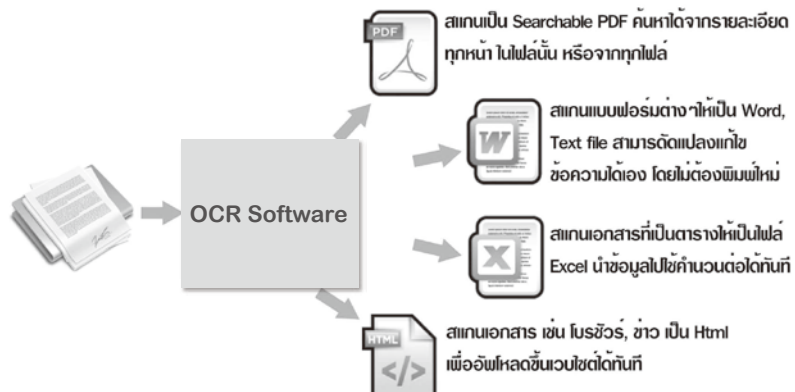 PDF
สแกนเป็น Searchable PDF ค้นหาได้จากรายละเอียด
ทุกหน้า ในไฟล์นั้น หรือจากทุกไฟล์
W
สแกนแบบฟอร์มต่างๆให้เป็น Word,
Text file สามารถดัดแปลงแก้ไข
ข้อความได้เอง โดยไม่ต้องพิมพ์ใหม่
OCR Software
X
สแกนเอกสารที่เป็นตารางให้เป็นไฟล์
Excel นำข้อมูลไปใช้คำนวนต่อได้ทันที
HTML
</>
สแกนเอกสาร เช่น โบรชัวร์, ข่าว เป็น Html
เพื่ออัพโหลดขึ้นเวบไซต์ได้ทันที